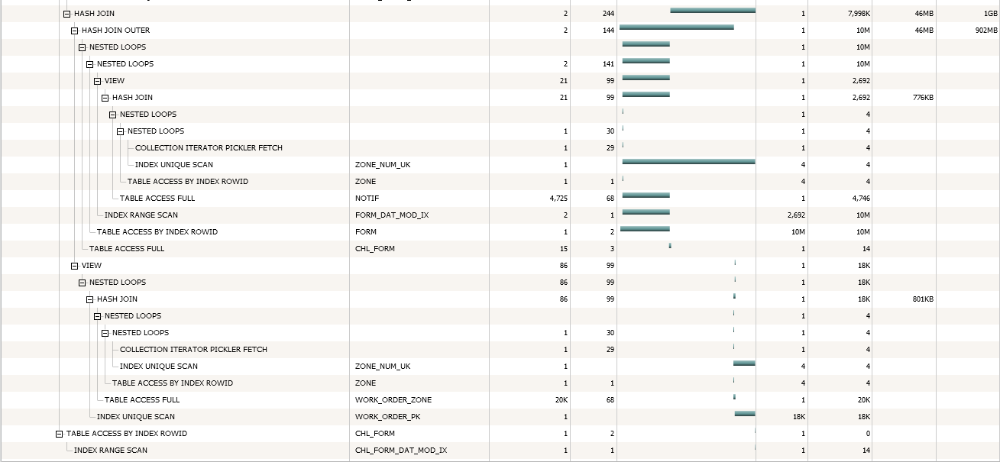 HASH JOIN 2 244 1 7,998K 46MB 1GB
HASH JOIN OUTER 2 144 1 10M 46MB 902MB
NESTED LOOPS 1 10M
NESTED LOOPS 2 141 1 10M
VIEW 21 99 1 2,692
HASH JOIN 21 99 1 2,692 776KB
NESTED LOOPS 1 4
NESTED LOOPS 1 30 1 4
COLLECTION ITERATOR PICKLER FETCH 1 29 1 4
INDEX UNIQUE SCAN ZONE_NUM_UK 1 4 4
TABLE ACCESS BY INDEX ROWID ZONE 1 1 4 4
TABLE ACCESS FULL NOTIF 4,725 68 1 4,746
INDEX RANGE SCAN FORM_DAT_MOD_IX 2 1 2,692 10M
TABLE ACCESS BY INDEX ROWID FORM 1 2 10M 10M
TABLE ACCESS FULL CHL_FORM 15 3 1 14
VIEW 86 99 1 18K
NESTED LOOPS 86 99 1 18K
HASH JOIN 86 99 1 18K 801KB
NESTED LOOPS 1 4
NESTED LOOPS 1 30 1 4
COLLECTION ITERATOR PICKLER FETCH 1 29 1 4
INDEX UNIQUE SCAN ZONE_NUM_UK 1 4 4
TABLE ACCESS BY INDEX ROWID ZONE 1 1 4 4
TABLE ACCESS FULL WORK_ORDER_ZONE 20K 68 1 20K
INDEX UNIQUE SCAN WORK_ORDER_PK 1 18K 18K
TABLE ACCESS BY INDEX ROWID CHL_FORM 1 2 1 0
INDEX RANGE SCAN CHL_FORM_DAT_MOD_IX 1 1 1 14